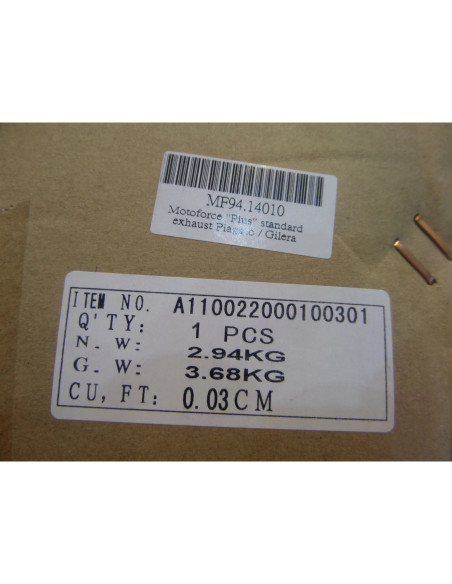 MF94.14010
Motoforce "Plus" standard
exhaust Piaggio / Gilera
ITEM NO. A110022000100301
Q'TY: 1 PCS
N. W: 2.94KG
G. W: 3.68KG
CU, FT: 0.03CM